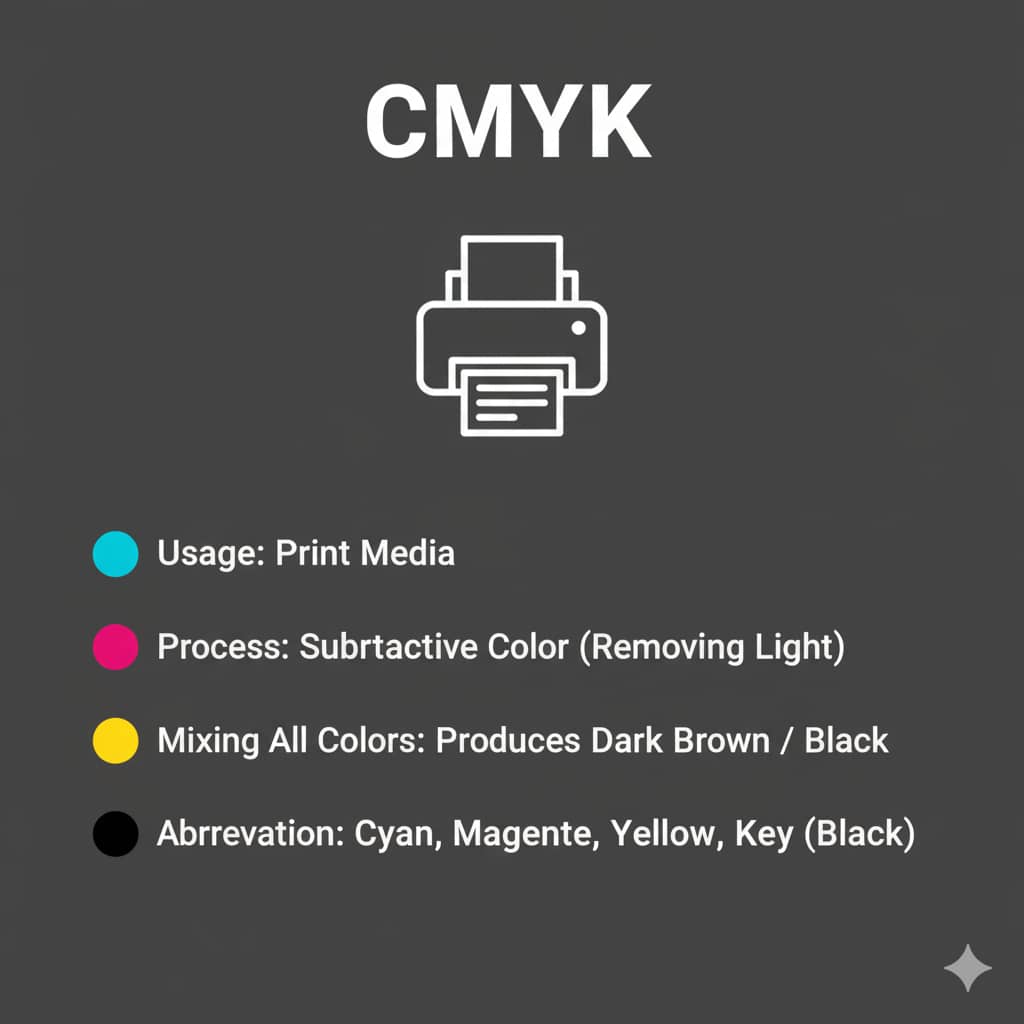 CMYK
Usage: Print Media
Process: Subrtactive Color (Removing Light)
Mixing All Colors: Produces Dark Brown / Black
Abrrevation: Cyan, Magente, Yellow, Key (Black)